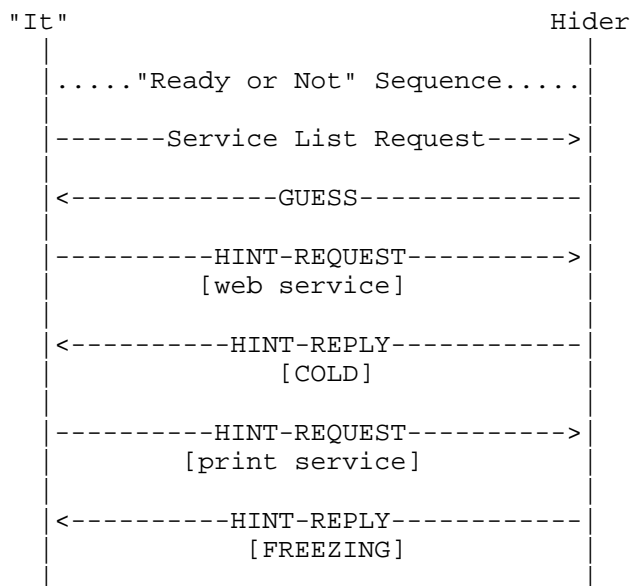 "It" Hider
|.....​"Ready or Not" Sequence.....|
|-------Service List Request----->|
|<-------------GUESS--------------|
|----------HINT-REQUEST---------->|
[web service]
|<----------HINT-REPLY------------|
[COLD]
|----------HINT-REQUEST---------->|
[print service]
|<----------HINT-REPLY------------|
[FREEZING]